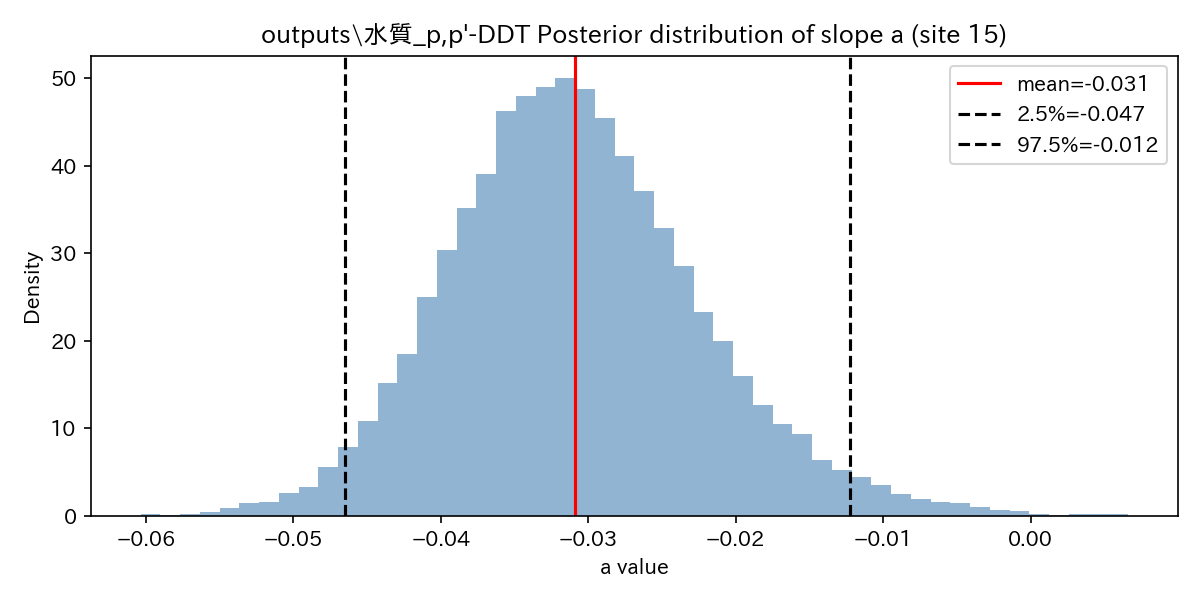 outputs\水質_p,p'-DDT Posterior distribution of slope a (site 15)
mean=-0.031
2.5%=-0.047
97.5%=-0.012
Density
50
40
30
20
10
0
−0.06 −0.05 −0.04 −0.03 −0.02 −0.01 0.00
a value